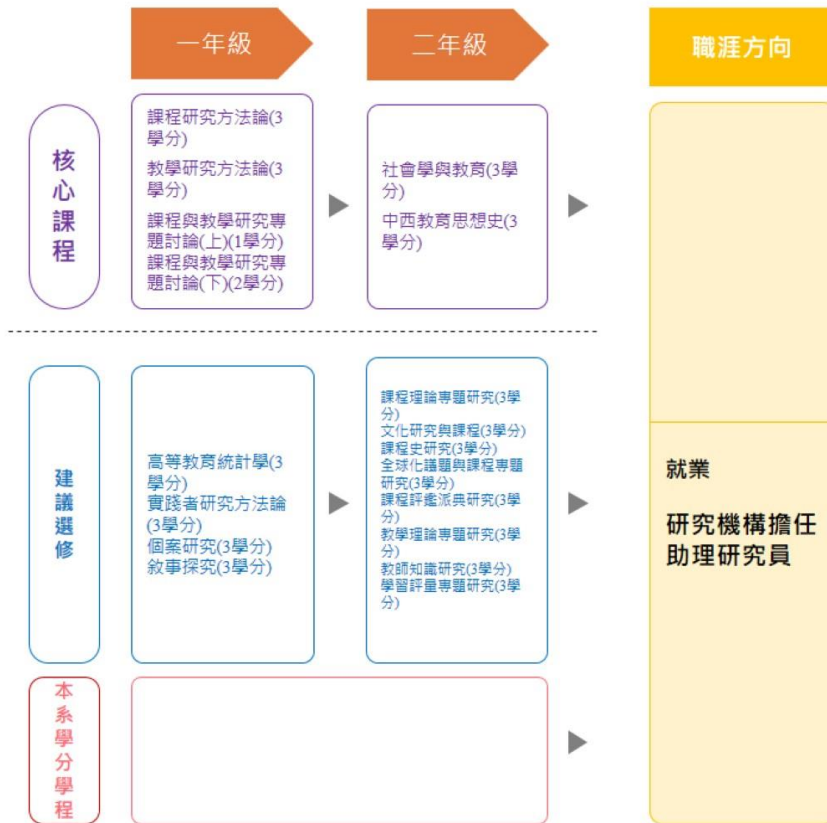 一年級
二年級
職涯方向
核
心
課
程
課程研究方法論(3
學分)
教學研究方法論(3
學分)
課程與教學研究專
題討論(上)(1學分)
課程與教學研究專
題討論(下)(2學分)
社會學與教育(3學
分)
中西教育思想史(3
學分)
建
議
選
修
高等教育統計學(3
學分)
實踐者研究方法論
(3學分)
個案研究(3學分)
敘事探究(3學分)
課程理論專題研究(3學
分)
文化研究與課程(3學分)
課程史研究(3學分)
全球化議題與課程專題
研究(3學分)
課程評鑑派典研究(3學
分)
教學理論專題研究(3學
分)
教師知識研究(3學分)
學習評量專題研究(3學
分)
就業
研究機構擔任
助理研究員
本
系
學
分
學
程